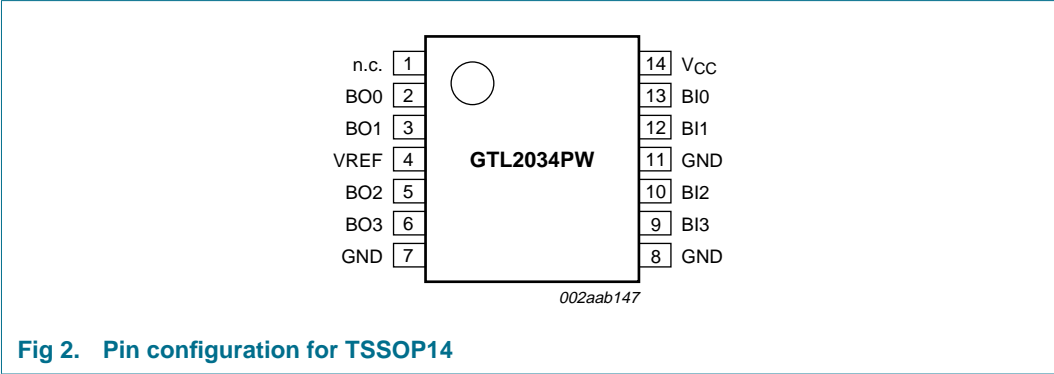 n.c. 1 14 VCC
BO0 2 13 BI0
BO1 3 12 BI1
VREF 4 GTL2034PW 11 GND
BO2 5 10 BI2
BO3 6 9 BI3
GND 7 8 GND
002aab147
Fig 2. Pin configuration for TSSOP14